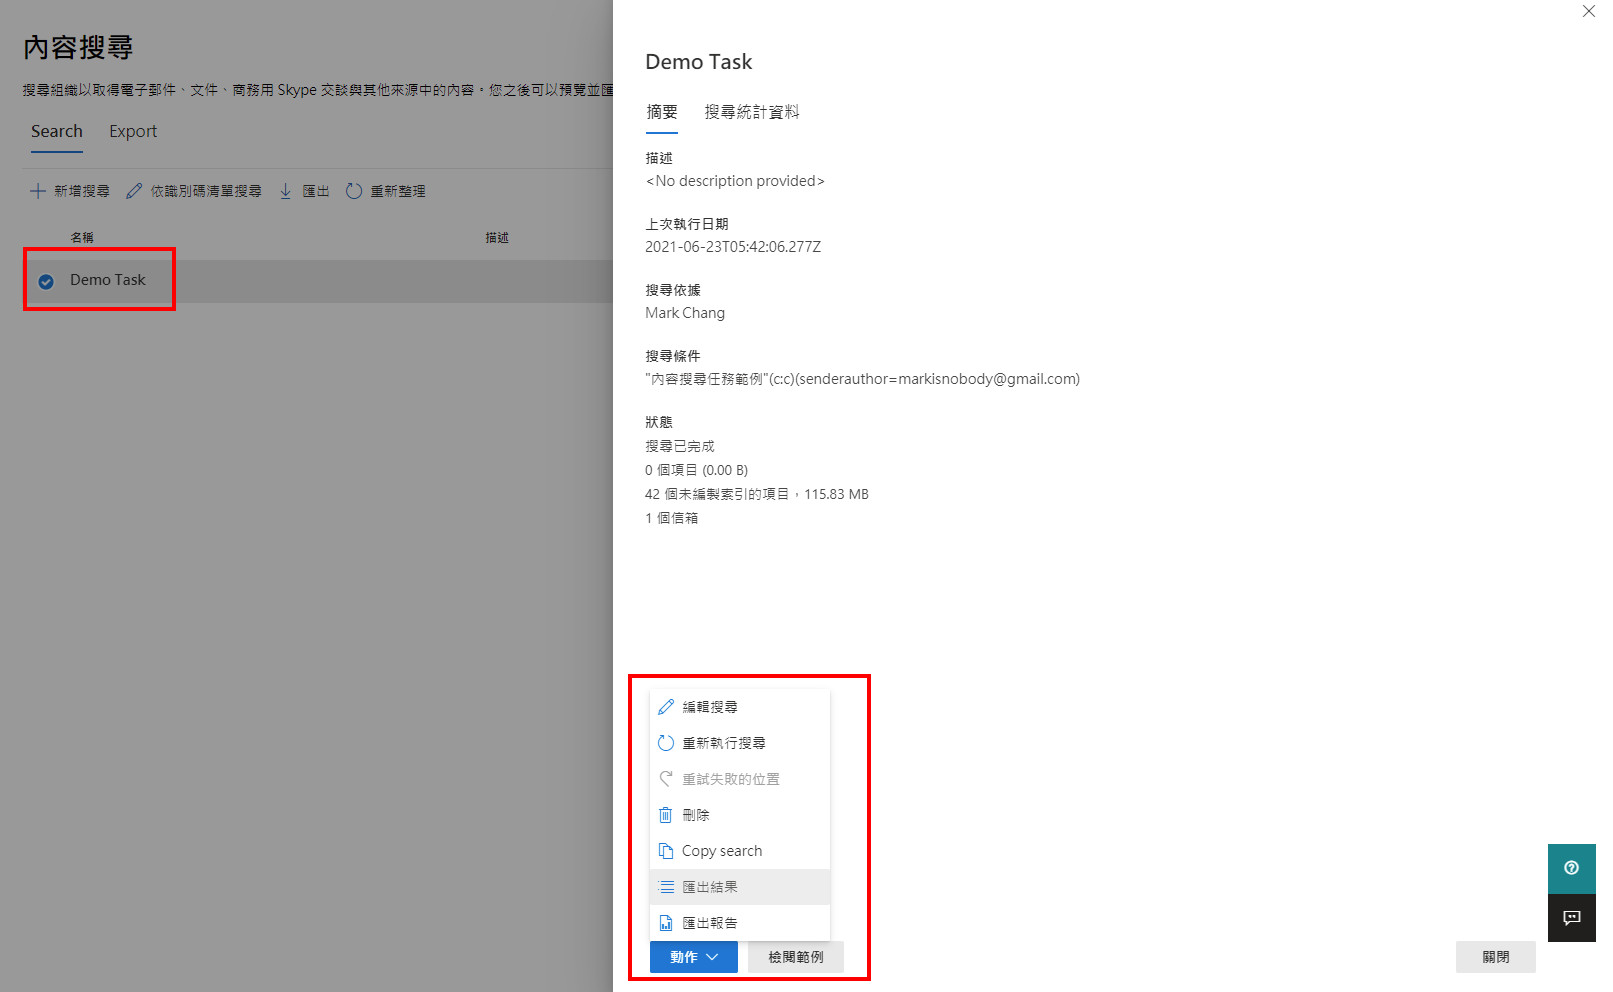 內容搜尋
搜尋組織以取得電子郵件、文件、商務用 Skype 交談與其他來源中的內容。您之後可以預覽並匯
Search Export
新增搜尋 依識別碼清單搜尋 匯出 重新整理
名稱 描述
Demo Task
Demo Task
摘要 搜尋統計資料
描述
<No description provided>
上次執行日期
2021-06-23T05:42:06.277Z
搜尋依據
Mark Chang
搜尋條件
"內容搜尋任務範例"(c:c)(senderauthor=markisnobody@gmail.com)
狀態
搜尋已完成
0 個項目 (0.00 B)
42 個未編製索引的項目，115.83 MB
1 個信箱
編輯搜尋
重新執行搜尋
重試失敗的位置
刪除
Copy search
匯出結果
匯出報告
動作 檢閱範例
關閉